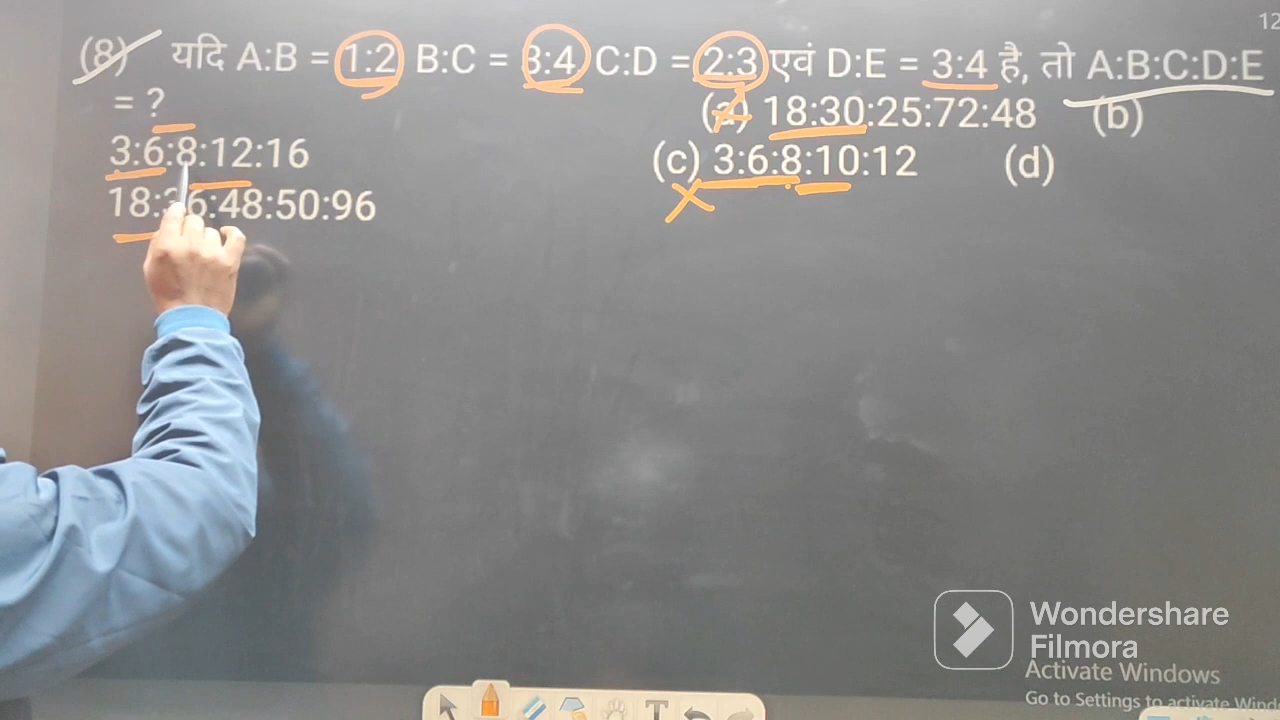 12
(8) यदि A:B = 1:2 B:C = 3:4 C:D = 2:3 एवं D:E = 3:4 है, तो A:B:C:D:E
= ? (a) 18:30:25:72:48 (b)
3:6:8:12:16 (c) 3:6:8:10:12 (d)
18:36:48:50:96
Wondershare
Filmora
Activate Windows
Go to Settings to activate Wind
T